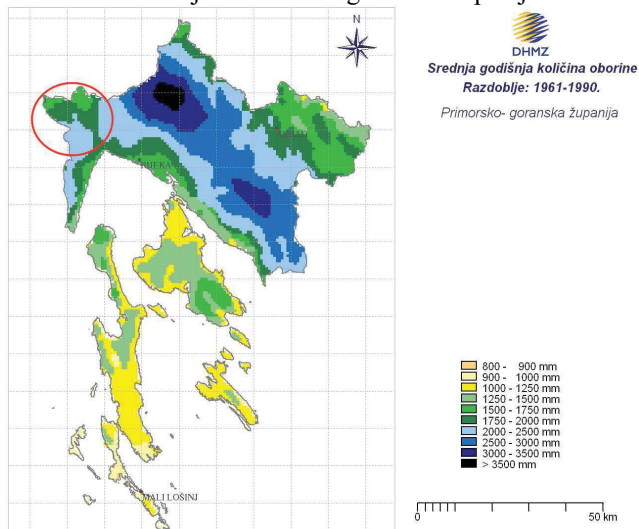 N
DHMZ
Srednja godišnja količina oborine
Razdoblje: 1961-1990.
Primorsko- goranska županija
RIJEKA
MALI LOŠINJ
800 - 900 mm
900 - 1000 mm
1000 - 1250 mm
1250 - 1500 mm
1500 - 1750 mm
1750 - 2000 mm
2000 - 2500 mm
2500 - 3000 mm
3000 - 3500 mm
> 3500 mm
0
50 km